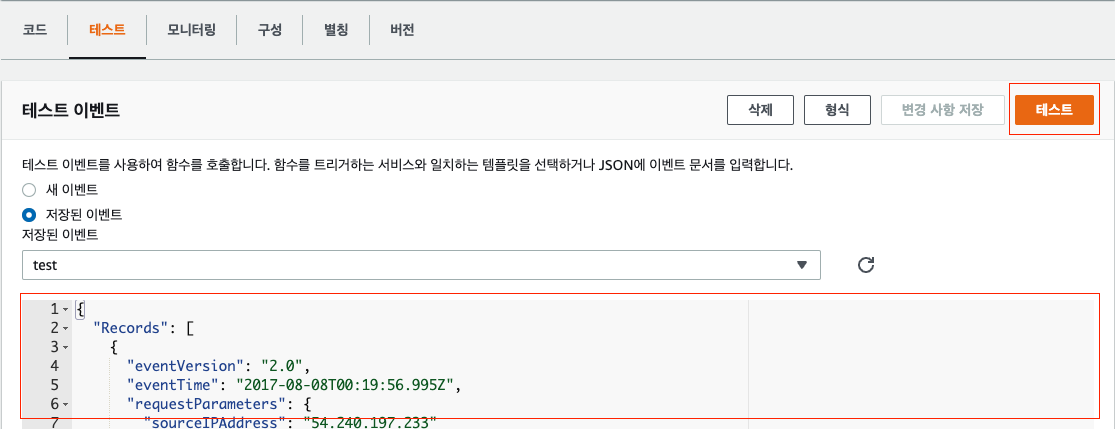 코드 테스트 모니터링 구성 별칭 버전
테스트 이벤트 삭제 형식 변경 사항 저장 테스트
테스트 이벤트를 사용하여 함수를 호출합니다. 함수를 트리거하는 서비스와 일치하는 템플릿을 선택하거나 JSON에 이벤트 문서를 입력합니다.
새 이벤트
저장된 이벤트
저장된 이벤트
test
1 {
2 "Records": [
3 {
4 "eventVersion": "2.0",
5 "eventTime": "2017-08-08T00:19:56.995Z",
6 "requestParameters": {
7 "sourceIPAddress": "54.240.197.233"